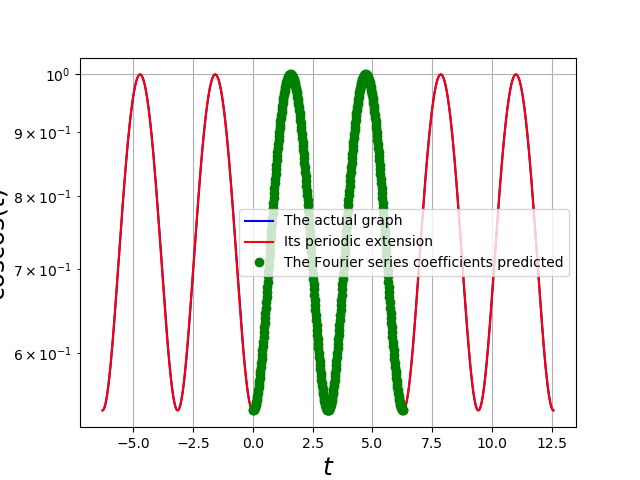 10⁰
9 × 10⁻¹
8 × 10⁻¹
7 × 10⁻¹
6 × 10⁻¹
The actual graph
Its periodic extension
The Fourier series coefficients predicted
−5.0 −2.5 0.0 2.5 5.0 7.5 10.0 12.5
t